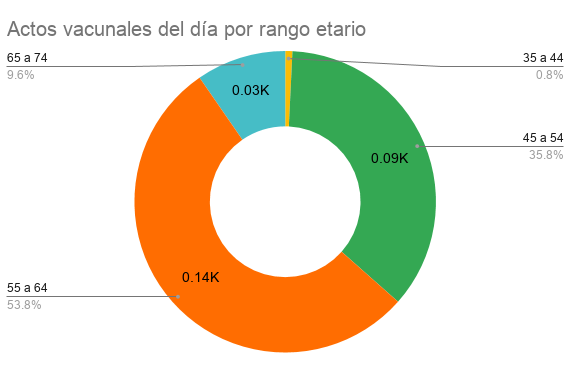 Actos vacunales del día por rango etario
65 a 74
9.6%
35 a 44
0.8%
0.03K
45 a 54
35.8%
0.09K
0.14K
55 a 64
53.8%